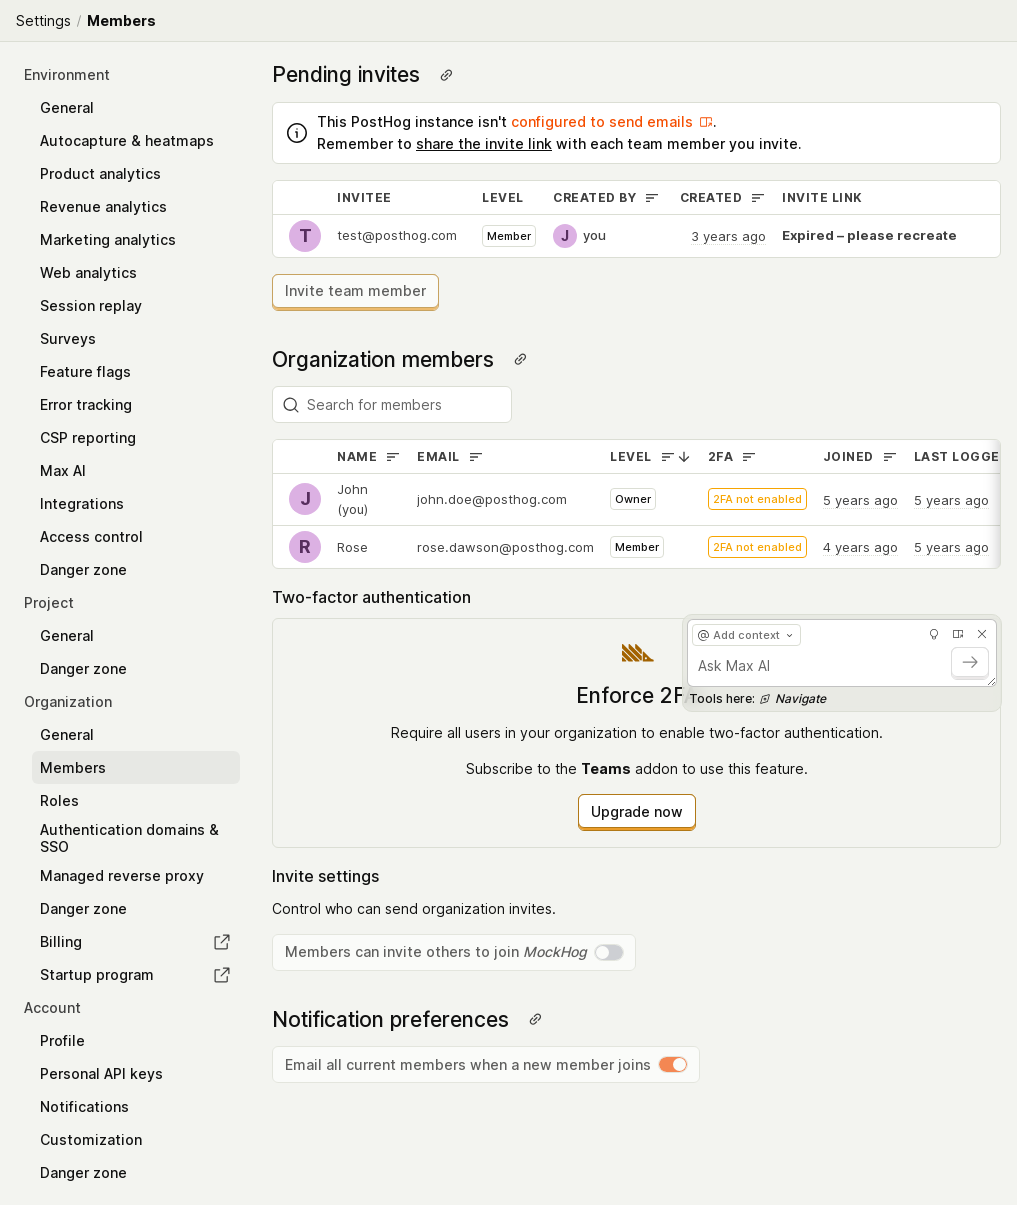 Settings / Members
Environment
General
Autocapture & heatmaps
Product analytics
Revenue analytics
Marketing analytics
Web analytics
Session replay
Surveys
Feature flags
Error tracking
CSP reporting
Max AI
Integrations
Access control
Danger zone
Project
General
Danger zone
Organization
General
Members
Roles
Authentication domains &
SSO
Managed reverse proxy
Danger zone
Billing
Startup program
Account
Profile
Personal API keys
Notifications
Customization
Danger zone
Pending invites
This PostHog instance isn't configured to send emails.
Remember to share the invite link with each team member you invite.
INVITEE LEVEL CREATED BY CREATED INVITE LINK
T test@posthog.com Member J you 3 years ago Expired – please recreate
Invite team member
Organization members
Search for members
NAME EMAIL LEVEL 2FA JOINED LAST LOGGE
J John (you) john.doe@posthog.com Owner 2FA not enabled 5 years ago 5 years ago
R Rose rose.dawson@posthog.com Member 2FA not enabled 4 years ago 5 years ago
Two-factor authentication
Enforce 2F
Require all users in your organization to enable two-factor authentication.
Subscribe to the Teams addon to use this feature.
Upgrade now
@ Add context
Ask Max AI
Tools here: Navigate
Invite settings
Control who can send organization invites.
Members can invite others to join MockHog
Notification preferences
Email all current members when a new member joins